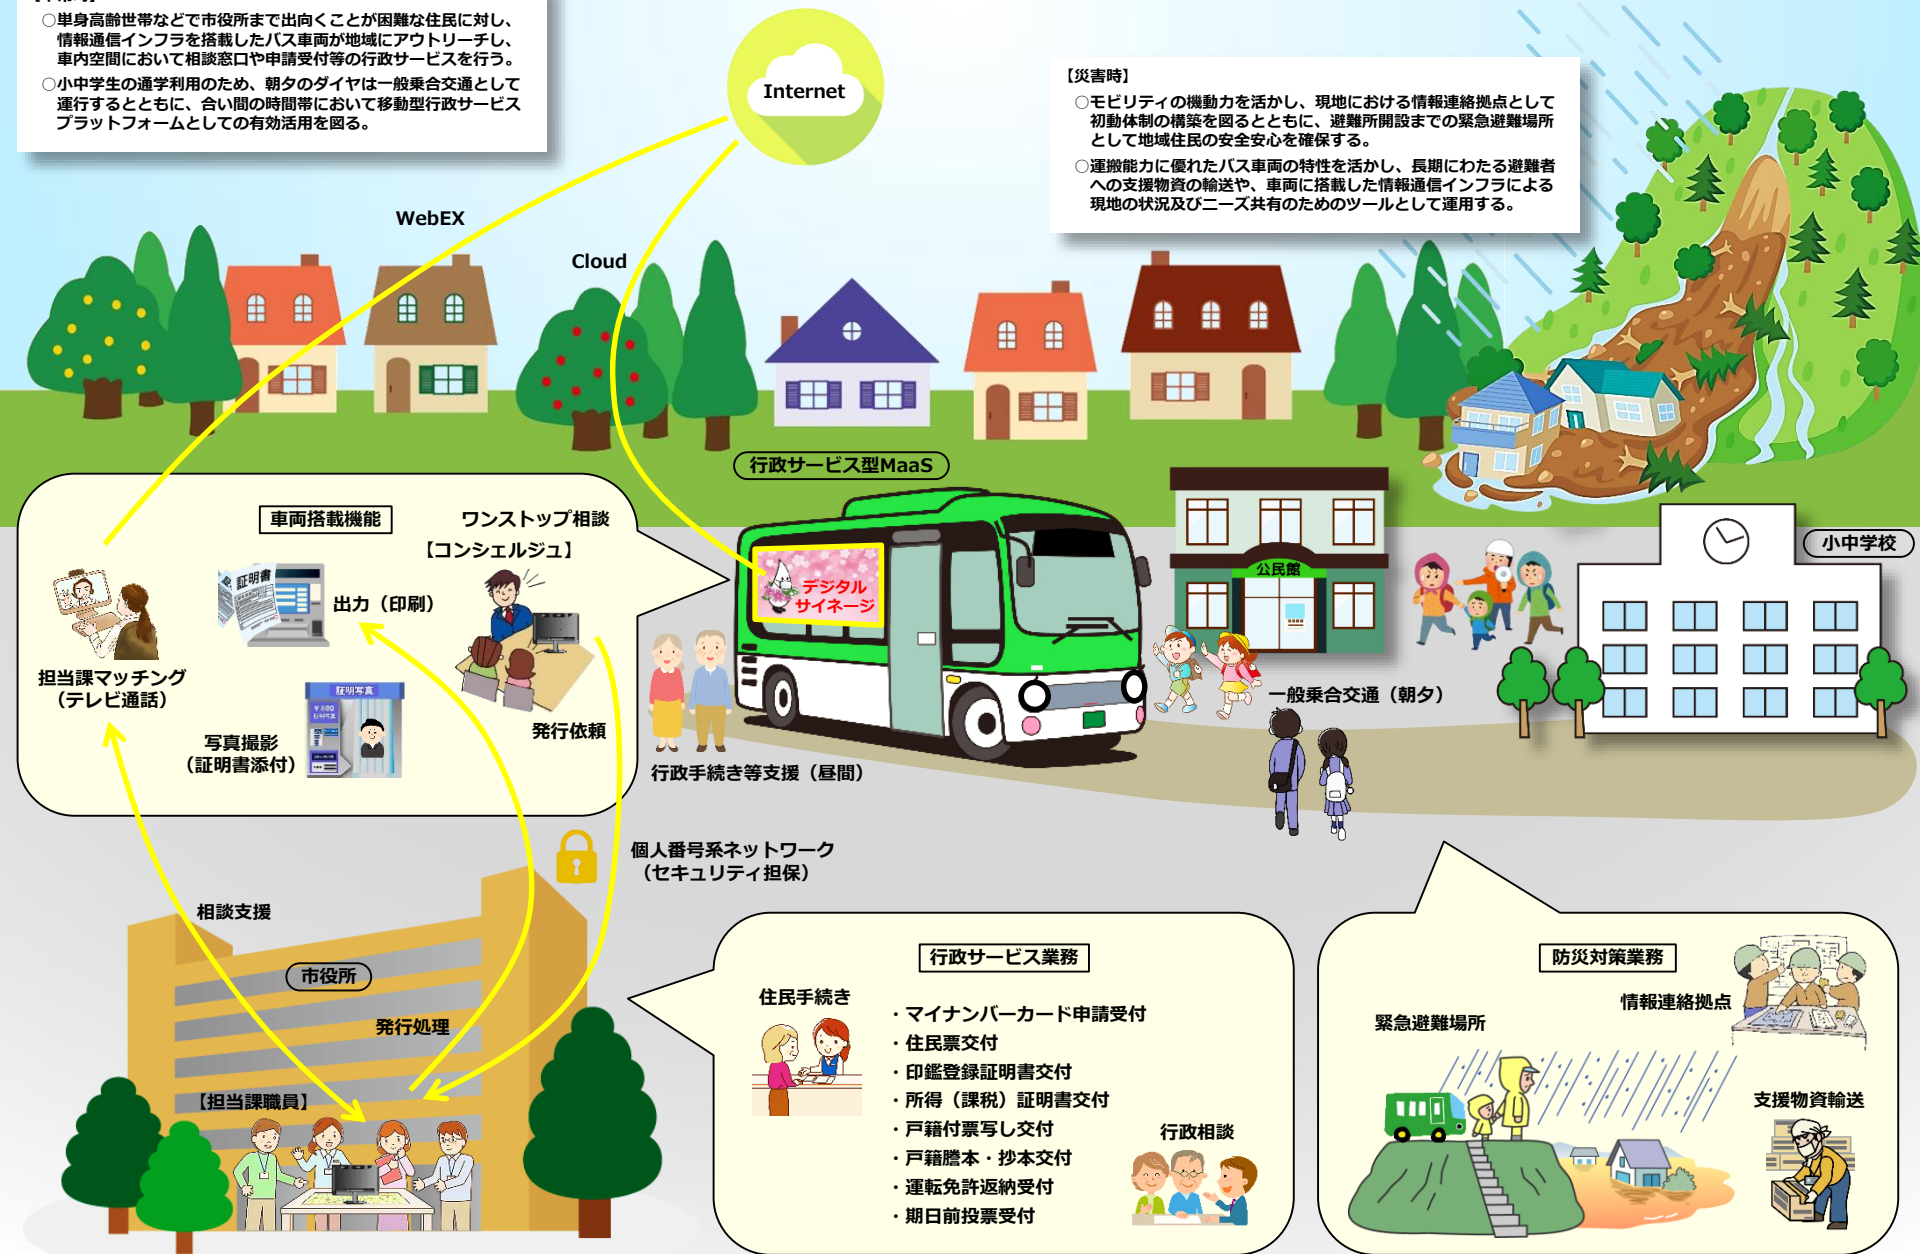 ○単身高齢世帯などで市役所まで出向くことが困難な住民に対し、
情報通信インフラを搭載したバス車両が地域にアウトリーチし、
車内空間において相談窓口や申請受付等の行政サービスを行う。
○小中学生の通学利用のため、朝夕のダイヤは一般乗合交通として
運行するとともに、合い間の時間帯において移動型行政サービス
プラットフォームとしての有効活用を図る。
Internet
【災害時】
○モビリティの機動力を活かし、現地における情報連絡拠点として
初動体制の構築を図るとともに、避難所開設までの緊急避難場所
として地域住民の安全安心を確保する。
○運搬能力に優れたバス車両の特性を活かし、長期にわたる避難者
への支援物資の輸送や、車両に搭載した情報通信インフラによる
現地の状況及びニーズ共有のためのツールとして運用する。
WebEX
Cloud
行政サービス型MaaS
車両搭載機能
ワンストップ相談
【コンシェルジュ】
証明書
出力（印刷）
担当課マッチング
（テレビ通話）
証明写真
￥800
写真撮影
（証明書添付）
発行依頼
デジタル
サイネージ
公民館
小中学校
一般乗合交通（朝夕）
行政手続き等支援（昼間）
個人番号系ネットワーク
（セキュリティ担保）
相談支援
市役所
発行処理
【担当課職員】
行政サービス業務
住民手続き
・マイナンバーカード申請受付
・住民票交付
・印鑑登録証明書交付
・所得（課税）証明書交付
・戸籍付票写し交付
・戸籍謄本・抄本交付
・運転免許返納受付
・期日前投票受付
行政相談
防災対策業務
情報連絡拠点
緊急避難場所
支援物資輸送